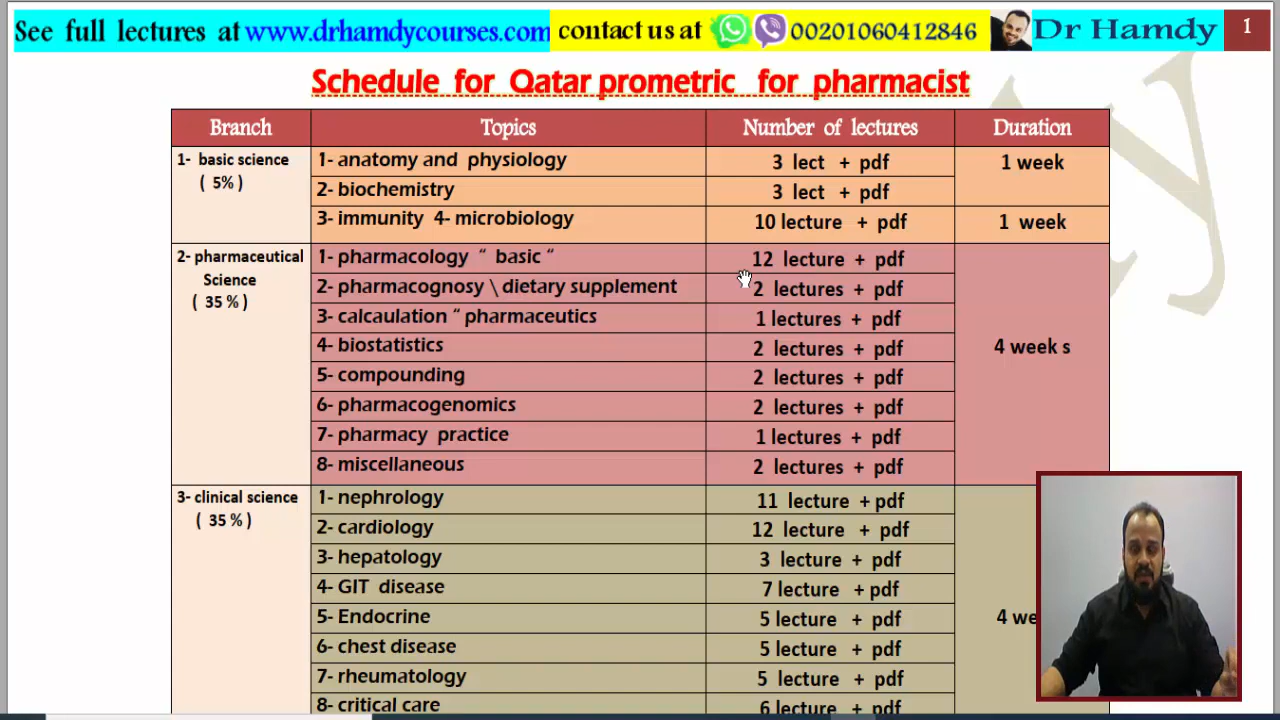 See full lectures at www.drhamdycourses.com contact us at 00201060412846 Dr Hamdy 1
Schedule for Qatar prometric for pharmacist
Branch Topics Number of lectures Duration
1- basic science 1- anatomy and physiology 3 lect + pdf 1 week
( 5% ) 2- biochemistry 3 lect + pdf
3- immunity 4- microbiology 10 lecture + pdf 1 week
2- pharmaceutical 1- pharmacology " basic " 12 lecture + pdf
Science 2- pharmacognosy \ dietary supplement 2 lectures + pdf
( 35 % ) 3- calcaulation " pharmaceutics 1 lectures + pdf
4- biostatistics 2 lectures + pdf 4 week s
5- compounding 2 lectures + pdf
6- pharmacogenomics 2 lectures + pdf
7- pharmacy practice 1 lectures + pdf
8- miscellaneous 2 lectures + pdf
3- clinical science 1- nephrology 11 lecture + pdf
( 35 % ) 2- cardiology 12 lecture + pdf
3- hepatology 3 lecture + pdf
4- GIT disease 7 lecture + pdf
5- Endocrine 5 lecture + pdf 4 we
6- chest disease 5 lecture + pdf
7- rheumatology 5 lecture + pdf
8- critical care 6 lecture + pdf